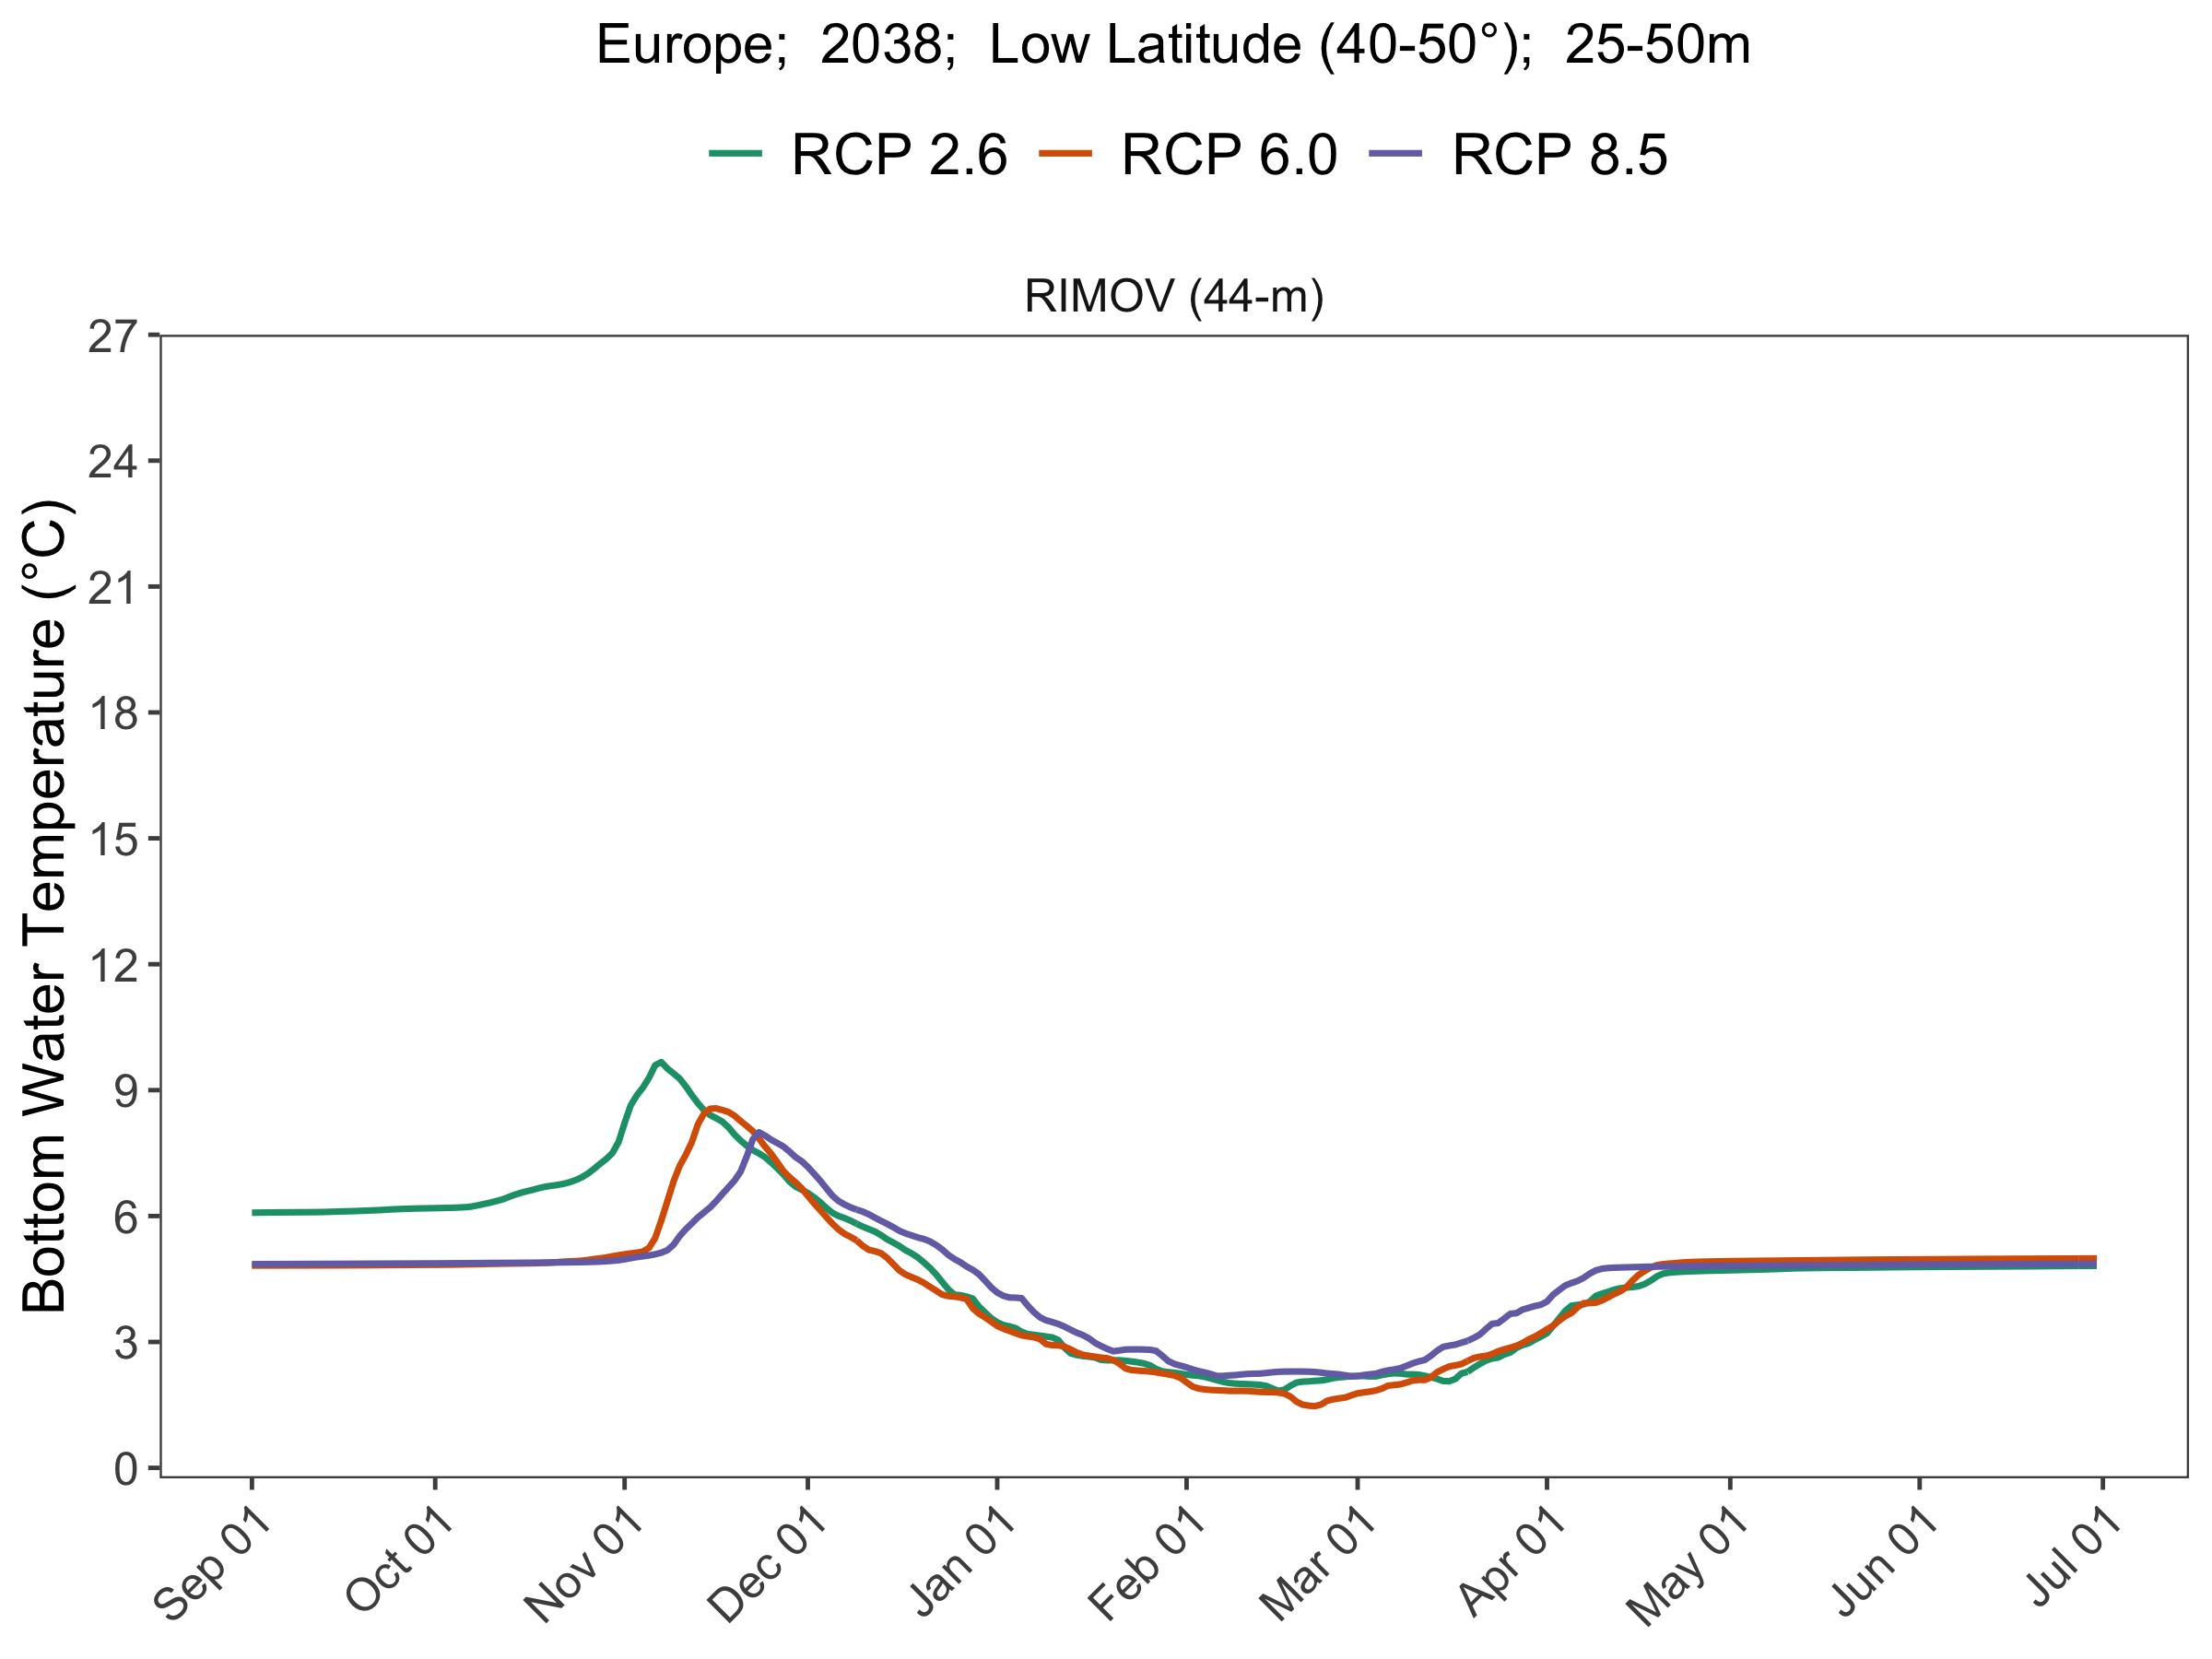 Europe; 2038; Low Latitude (40-50°); 25-50m
RCP 2.6 RCP 6.0 RCP 8.5
RIMOV (44-m)
Bottom Water Temperature (°C)
27
24
21
18
15
12
9
6
3
0
Sep 01 Oct 01 Nov 01 Dec 01 Jan 01 Feb 01 Mar 01 Apr 01 May 01 Jun 01 Jul 01